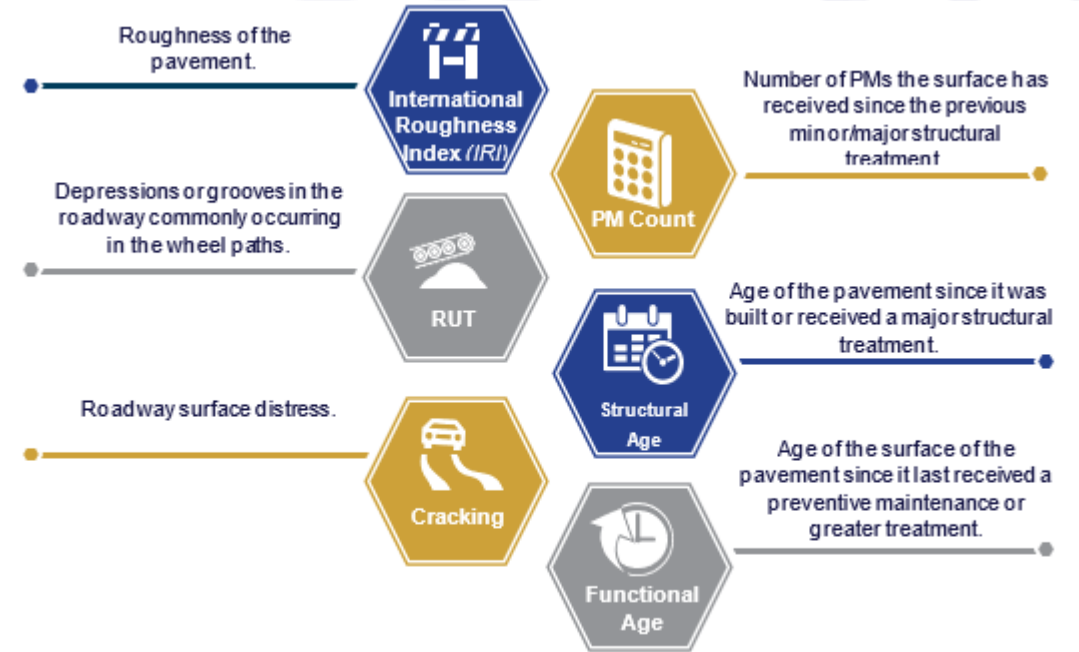 Roughness of the
pavement.
International
Roughness
Index (IRI)
Number of PMs the surface has
received since the previous
minor/major structural
treatment
PM Count
Depressions or grooves in the
roadway commonly occurring
in the wheel paths.
RUT
Age of the pavement since it was
built or received a major structural
treatment.
Structural
Age
Roadway surface distress.
Cracking
Age of the surface of the
pavement since it last received a
preventive maintenance or
greater treatment.
Functional
Age